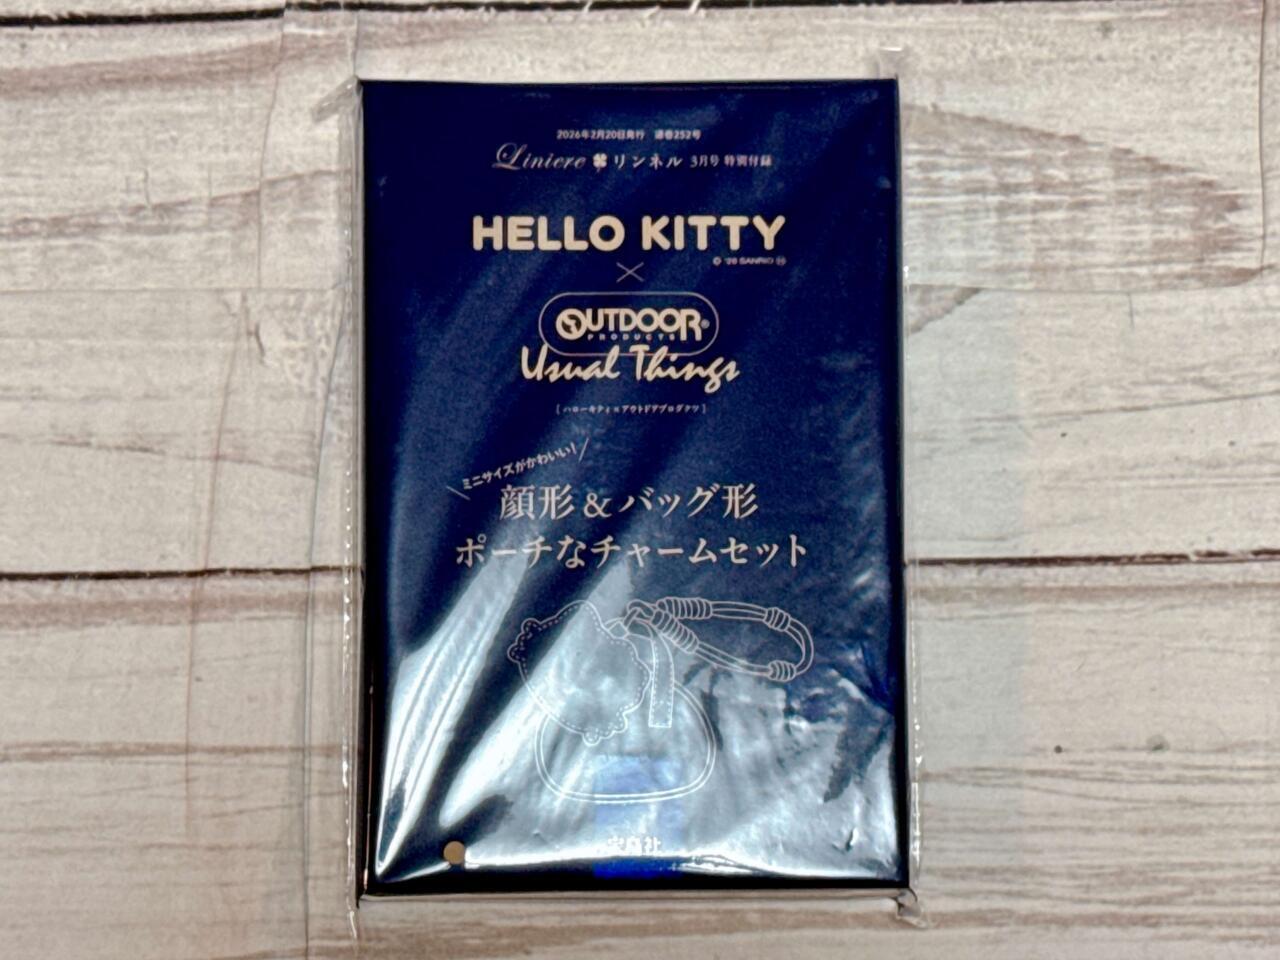 2026年2月20日発行 通巻252号
Liniere リンネル 3月号 特別付録
HELLO KITTY
© '26 SANRIO Ⓗ
×
OUTDOOR®
PRODUCTS
Usual Things
[ハローキティ×アウトドアプロダクツ]
ミニサイズがかわいい!
顔形&バッグ形
ポーチなチャームセット
宝島社